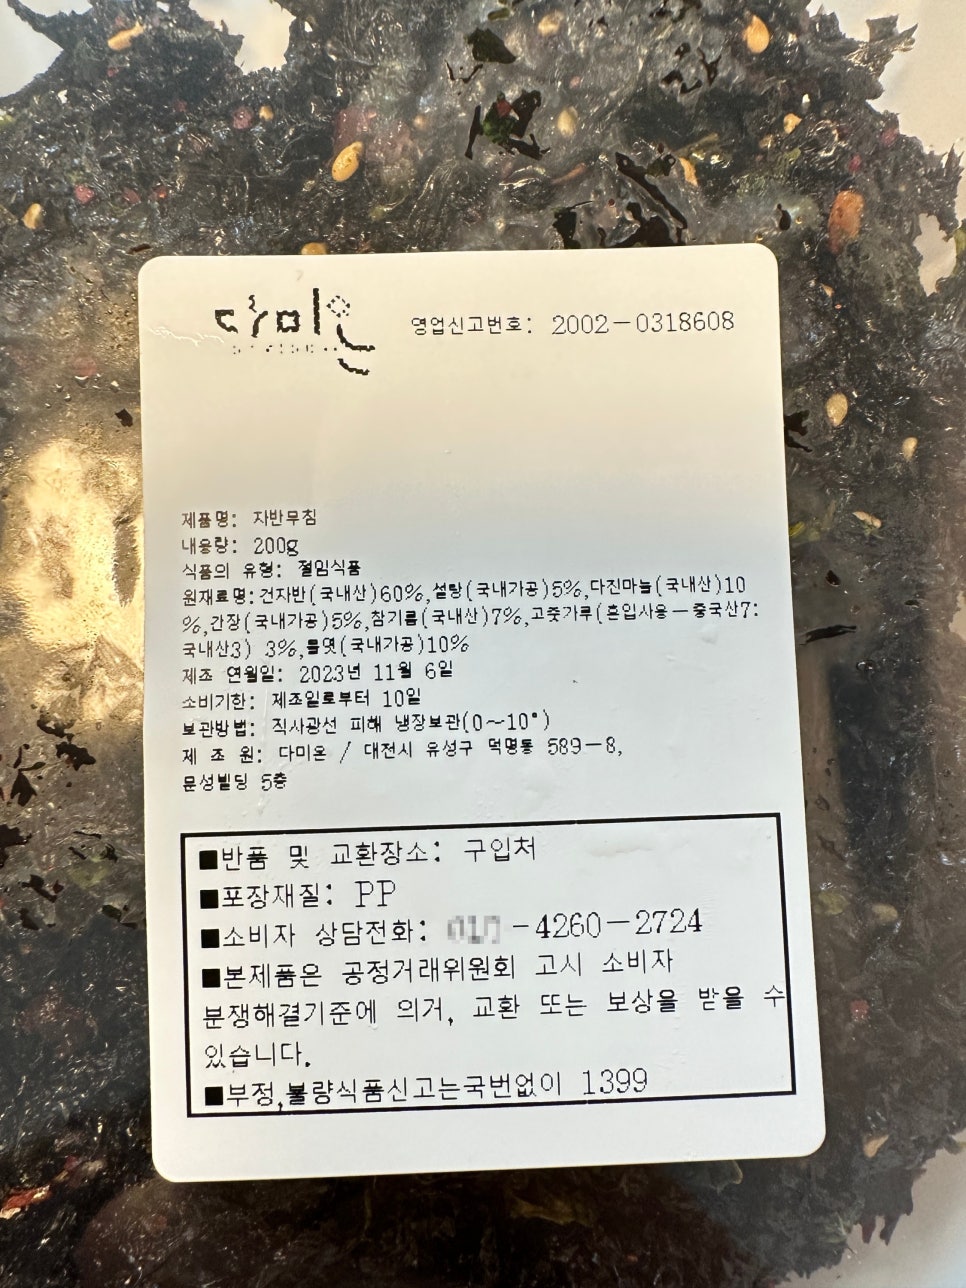 다미온
영업신고번호: 2002-0318608
제품명: 자반무침
내용량: 200g
식품의 유형: 절임식품
원재료명:건자반(국내산)60%,설탕(국내가공)5%,다진마늘(국내산)10
%,간장(국내가공)5%,참기름(국내산)7%,고춧가루(혼입사용-중국산7:
국내산3) 3%,물엿(국내가공)10%
제조 연월일: 2023년 11월 6일
소비기한: 제조일로부터 10일
보관방법: 직사광선 피해 냉장보관(0~10°)
제 조 원: 다미온 / 대전시 유성구 덕명동 589-8,
문성빌딩 5층
■반품 및 교환장소: 구입처
■포장재질: PP
■소비자 상담전화: -4260-2724
■본제품은 공정거래위원회 고시 소비자
분쟁해결기준에 의거, 교환 또는 보상을 받을 수
있습니다.
■부정,불량식품신고는국번없이 1399